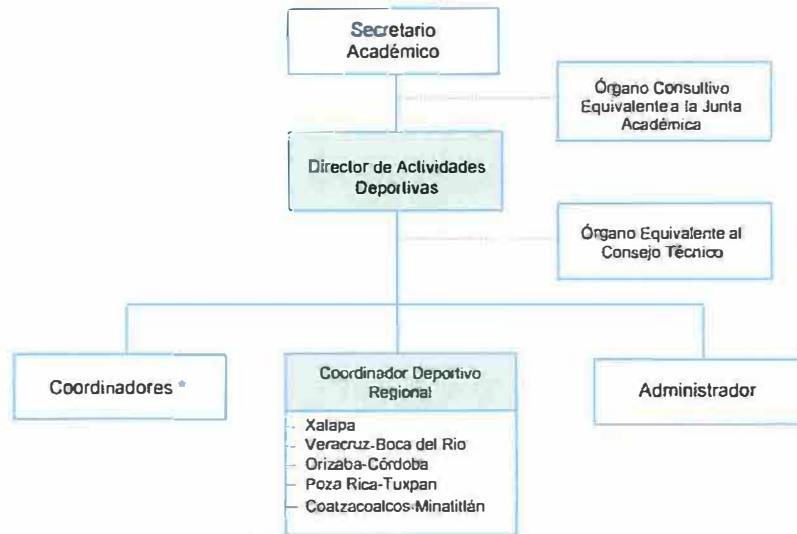 Secretario
Académico
Órgano Consultivo
Equivalente a la Junta
Académica
Director de Actividades
Deportivas
Órgano Equivalente al
Consejo Técnico
Coordinadores *
Coordinador Deportivo
Regional
Administrador
- Xalapa
- Veracruz-Boca del Rio
- Orizaba-Córdoba
- Poza Rica-Tuxpan
- Coatzacoalcos-Minatitlán